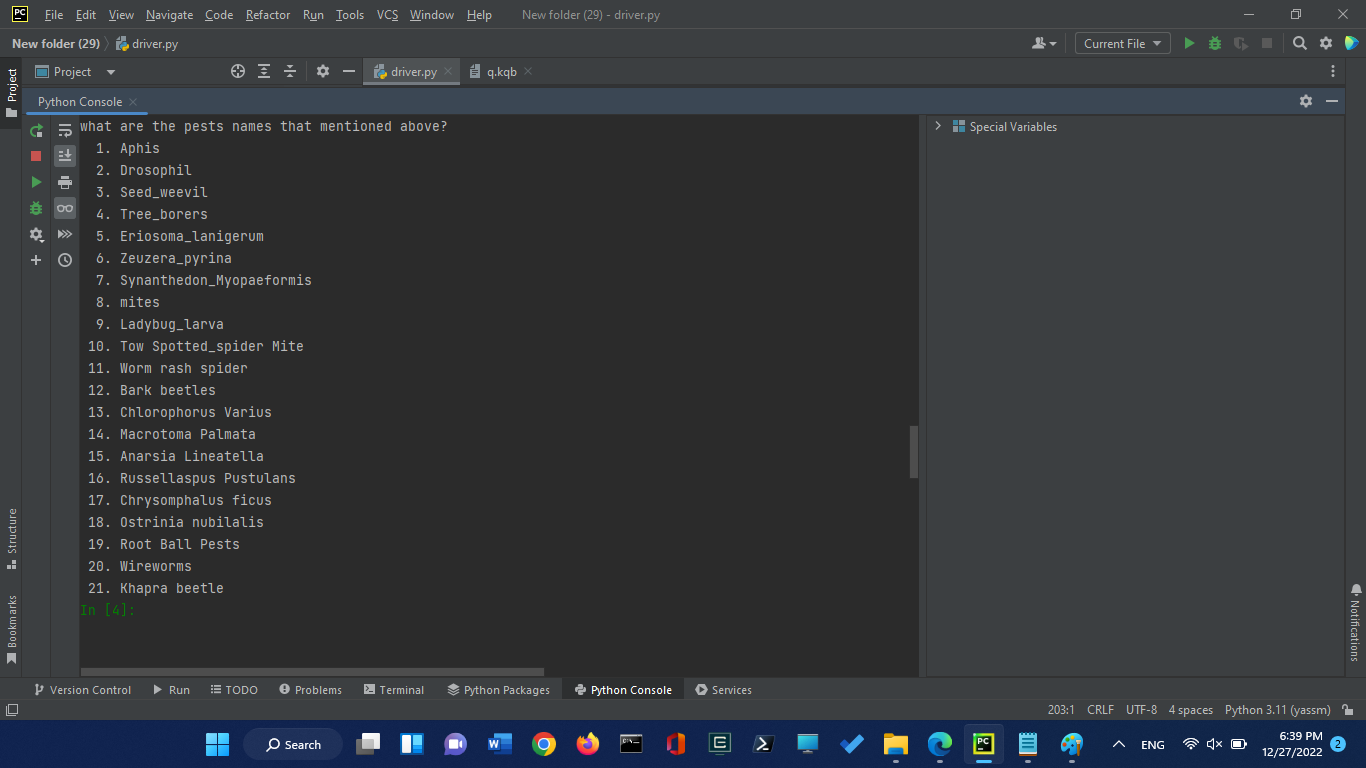 PC File Edit View Navigate Code Refactor Run Tools VCS Window Help New folder (29) - driver.py
New folder (29) driver.py Current File
Project Project driver.py q.kqb
Python Console
what are the pests names that mentioned above? Special Variables
1. Aphis
2. Drosophil
3. Seed_weevil
4. Tree_borers
5. Eriosoma_lanigerum
6. Zeuzera_pyrina
7. Synanthedon_Myopaeformis
8. mites
9. Ladybug_larva
10. Tow Spotted_spider Mite
11. Worm rash spider
12. Bark beetles
13. Chlorophorus Varius
14. Macrotoma Palmata
15. Anarsia Lineatella
16. Russellaspus Pustulans
17. Chrysomphalus ficus
18. Ostrinia nubilalis
19. Root Ball Pests
20. Wireworms
21. Khapra beetle
In [4]:
Structure
Bookmarks
Notifications
Version Control Run TODO Problems Terminal Python Packages Python Console Services
203:1 CRLF UTF-8 4 spaces Python 3.11 (yassm)
Search ENG 6:39 PM
12/27/2022 2